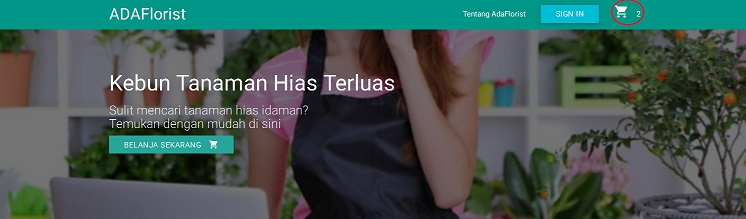 ADAFlorist
Tentang AdaFlorist
SIGN IN
2
Kebun Tanaman Hias Terluas
Sulit mencari tanaman hias idaman?
Temukan dengan mudah di sini
BELANJA SEKARANG